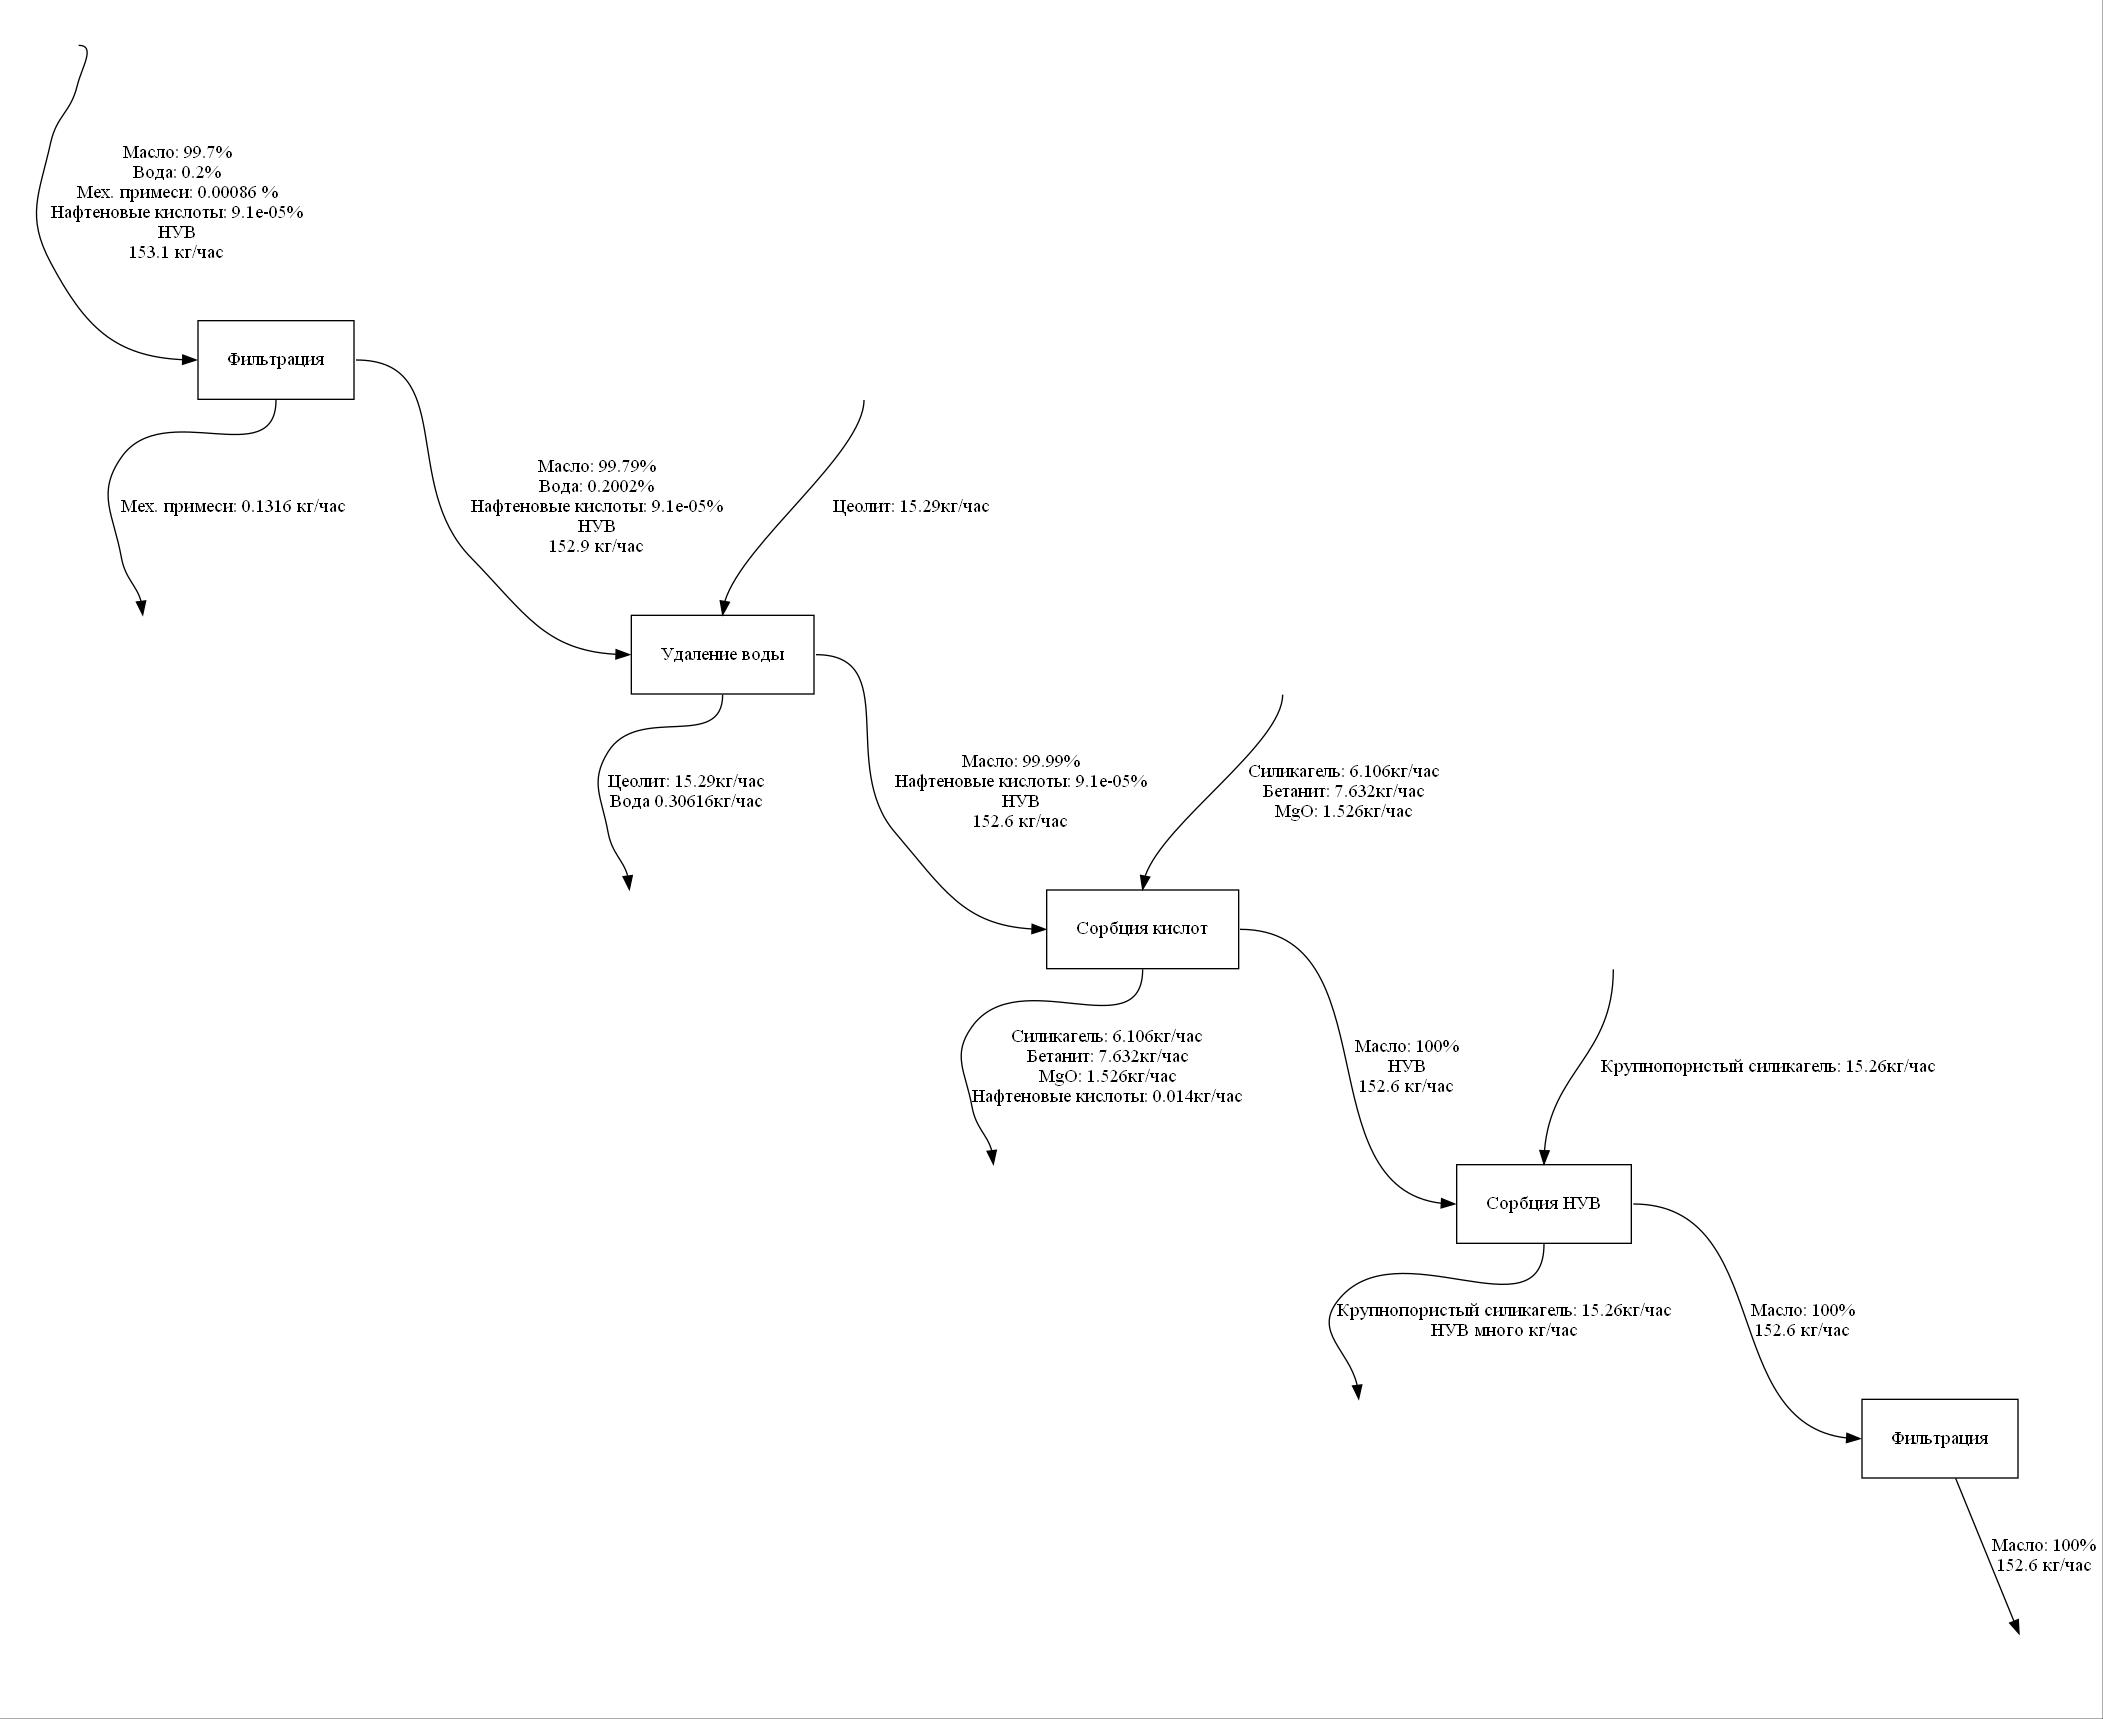 Масло: 99.7%
Вода: 0.2%
Мех. примеси: 0.00086 %
Нафтеновые кислоты: 9.1e-05%
НУВ
153.1 кг/час
Фильтрация
Мех. примеси: 0.1316 кг/час
Масло: 99.79%
Вода: 0.2002%
Нафтеновые кислоты: 9.1e-05%
НУВ
152.9 кг/час
Цеолит: 15.29кг/час
Удаление воды
Цеолит: 15.29кг/час
Вода 0.30616кг/час
Масло: 99.99%
Нафтеновые кислоты: 9.1e-05%
НУВ
152.6 кг/час
Силикагель: 6.106кг/час
Бетанит: 7.632кг/час
MgO: 1.526кг/час
Сорбция кислот
Силикагель: 6.106кг/час
Бетанит: 7.632кг/час
MgO: 1.526кг/час
Нафтеновые кислоты: 0.014кг/час
Масло: 100%
НУВ
152.6 кг/час
Крупнопористый силикагель: 15.26кг/час
Сорбция НУВ
Крупнопористый силикагель: 15.26кг/час
НУВ много кг/час
Масло: 100%
152.6 кг/час
Фильтрация
Масло: 100%
152.6 кг/час